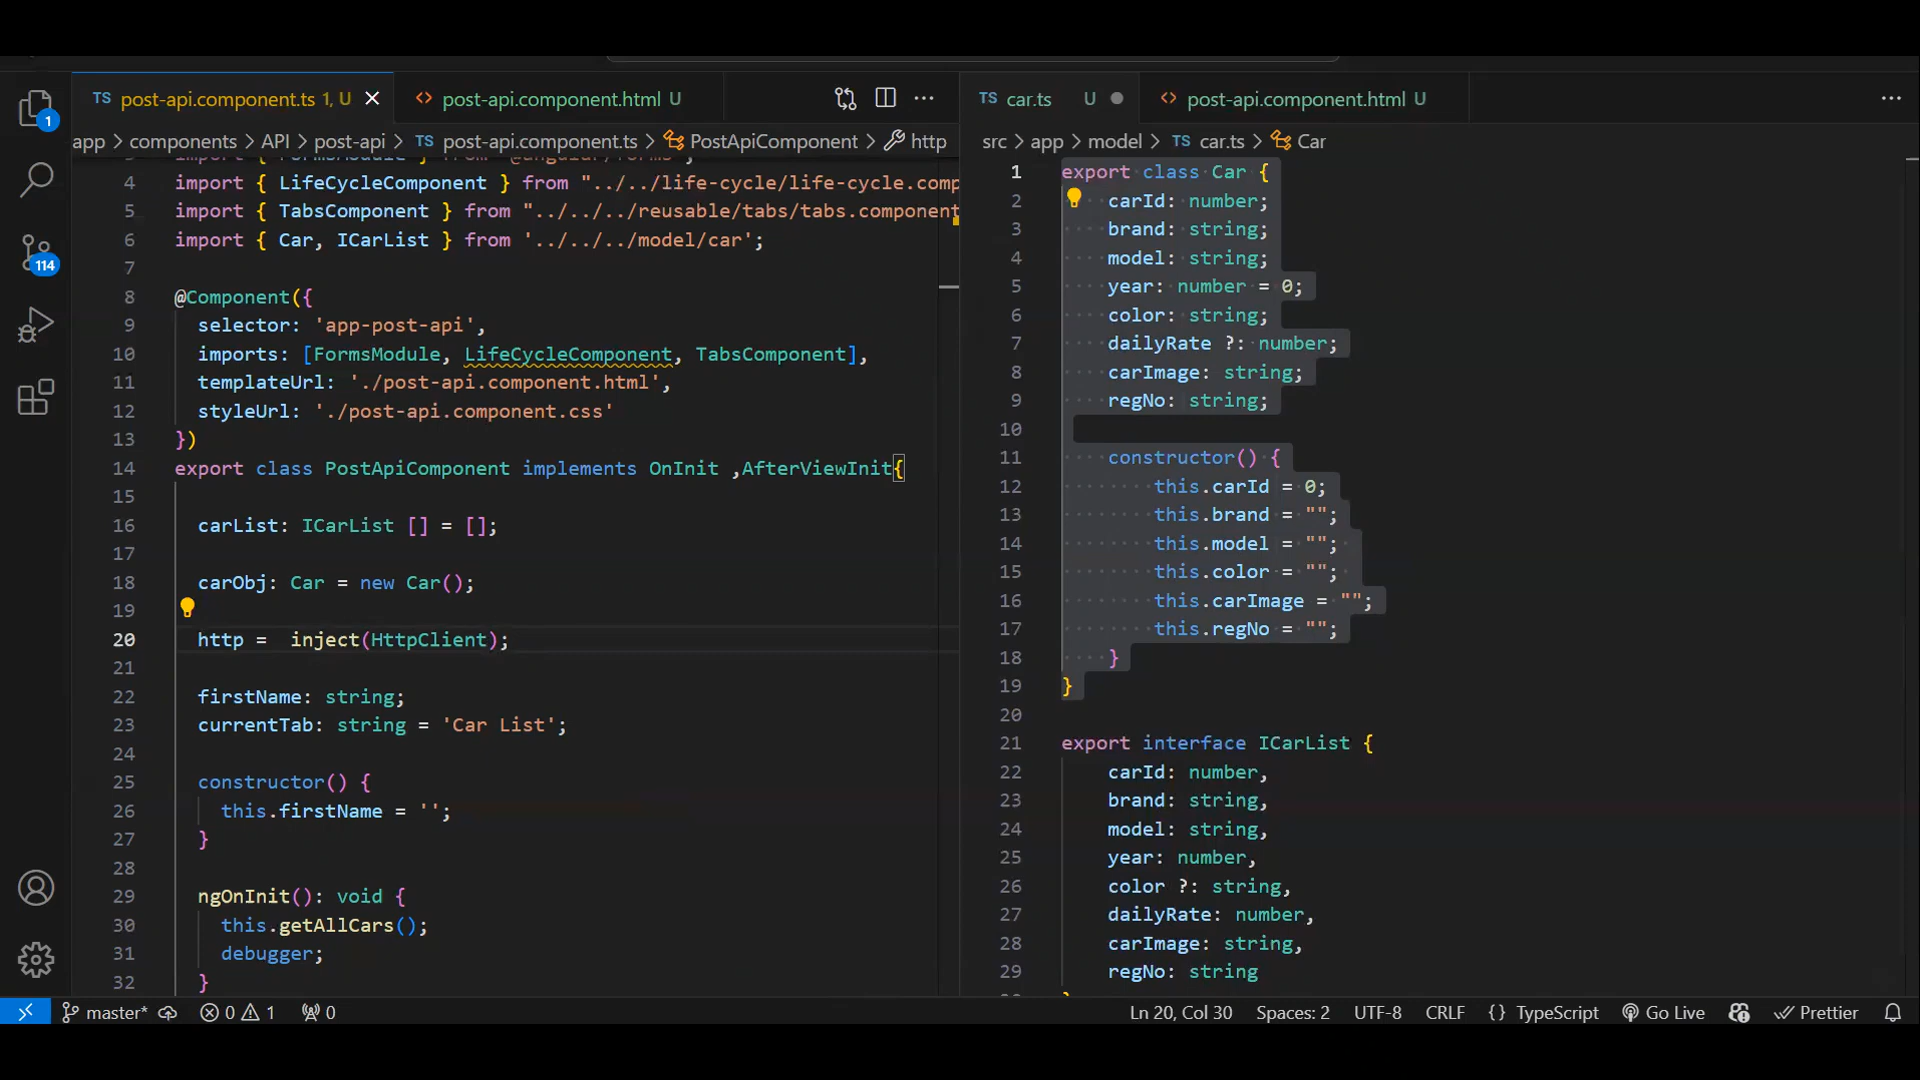 TS post-api.component.ts 1, U
<> post-api.component.html U
app > components > API > post-api > TS post-api.component.ts > PostApiComponent > http
import { FormsModule } from '@angular/forms';
4 import { LifeCycleComponent } from "../../life-cycle/life-cycle.comp
5 import { TabsComponent } from "../../../reusable/tabs/tabs.component
6 import { Car, ICarList } from '../../../model/car';
7
8 @Component({
9 selector: 'app-post-api',
10 imports: [FormsModule, LifeCycleComponent, TabsComponent],
11 templateUrl: './post-api.component.html',
12 styleUrl: './post-api.component.css'
13 })
14 export class PostApiComponent implements OnInit ,AfterViewInit{
15
16 carList: ICarList [] = [];
17
18 carObj: Car = new Car();
19
20 http =  inject(HttpClient);
21
22 firstName: string;
23 currentTab: string = 'Car List';
24
25 constructor() {
26 this.firstName = '';
27 }
28
29 ngOnInit(): void {
30 this.getAllCars();
31 debugger;
32 }
TS car.ts U
<> post-api.component.html U
src > app > model > TS car.ts > Car
1 export class Car {
2 carId: number;
3 brand: string;
4 model: string;
5 year: number = 0;
6 color: string;
7 dailyRate ?: number;
8 carImage: string;
9 regNo: string;
10
11 constructor() {
12 this.carId = 0;
13 this.brand = "";
14 this.model = "";
15 this.color = "";
16 this.carImage = "";
17 this.regNo = "";
18 }
19 }
20
21 export interface ICarList {
22 carId: number,
23 brand: string,
24 model: string,
25 year: number,
26 color ?: string,
27 dailyRate: number,
28 carImage: string,
29 regNo: string
1
114
master* 0 1 0 Ln 20, Col 30 Spaces: 2 UTF-8 CRLF {} TypeScript Go Live Prettier